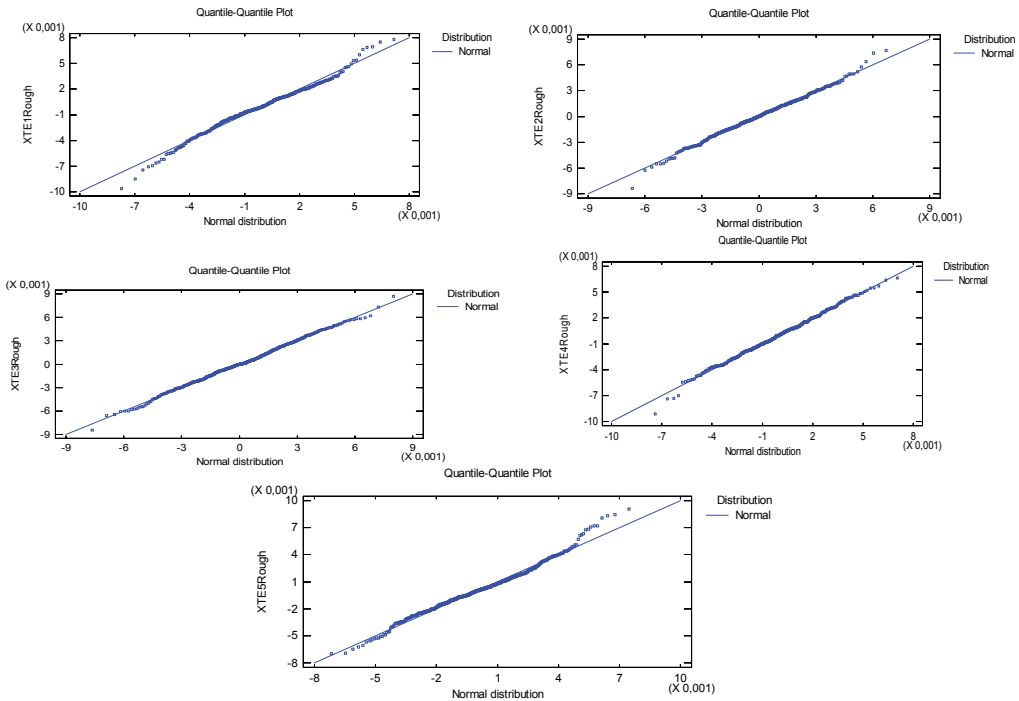 Quantile-Quantile Plot
(X 0,001)
Distribution
Normal
8
5
2
-1
-4
-7
-10
XTE1Rough
-10
-7
-4
-1
2
5
8
(X 0,001)
Normal distribution
Quantile-Quantile Plot
(X 0,001)
Distribution
Normal
9
6
3
0
-3
-6
-9
XTE2Rough
-9
-6
-3
0
3
6
9
(X 0,001)
Normal distribution
Quantile-Quantile Plot
(X 0,001)
Distribution
Normal
9
6
3
0
-3
-6
-9
XTE3Rough
-9
-6
-3
0
3
6
9
(X 0,001)
Normal distribution
Quantile-Quantile Plot
(X 0,001)
Distribution
Normal
8
5
2
-1
-4
-7
-10
XTE4Rough
-10
-7
-4
-1
2
5
8
(X 0,001)
Normal distribution
Quantile-Quantile Plot
(X 0,001)
Distribution
Normal
10
7
4
1
-2
-5
-8
XTE5Rough
-8
-5
-2
1
4
7
10
(X 0,001)
Normal distribution